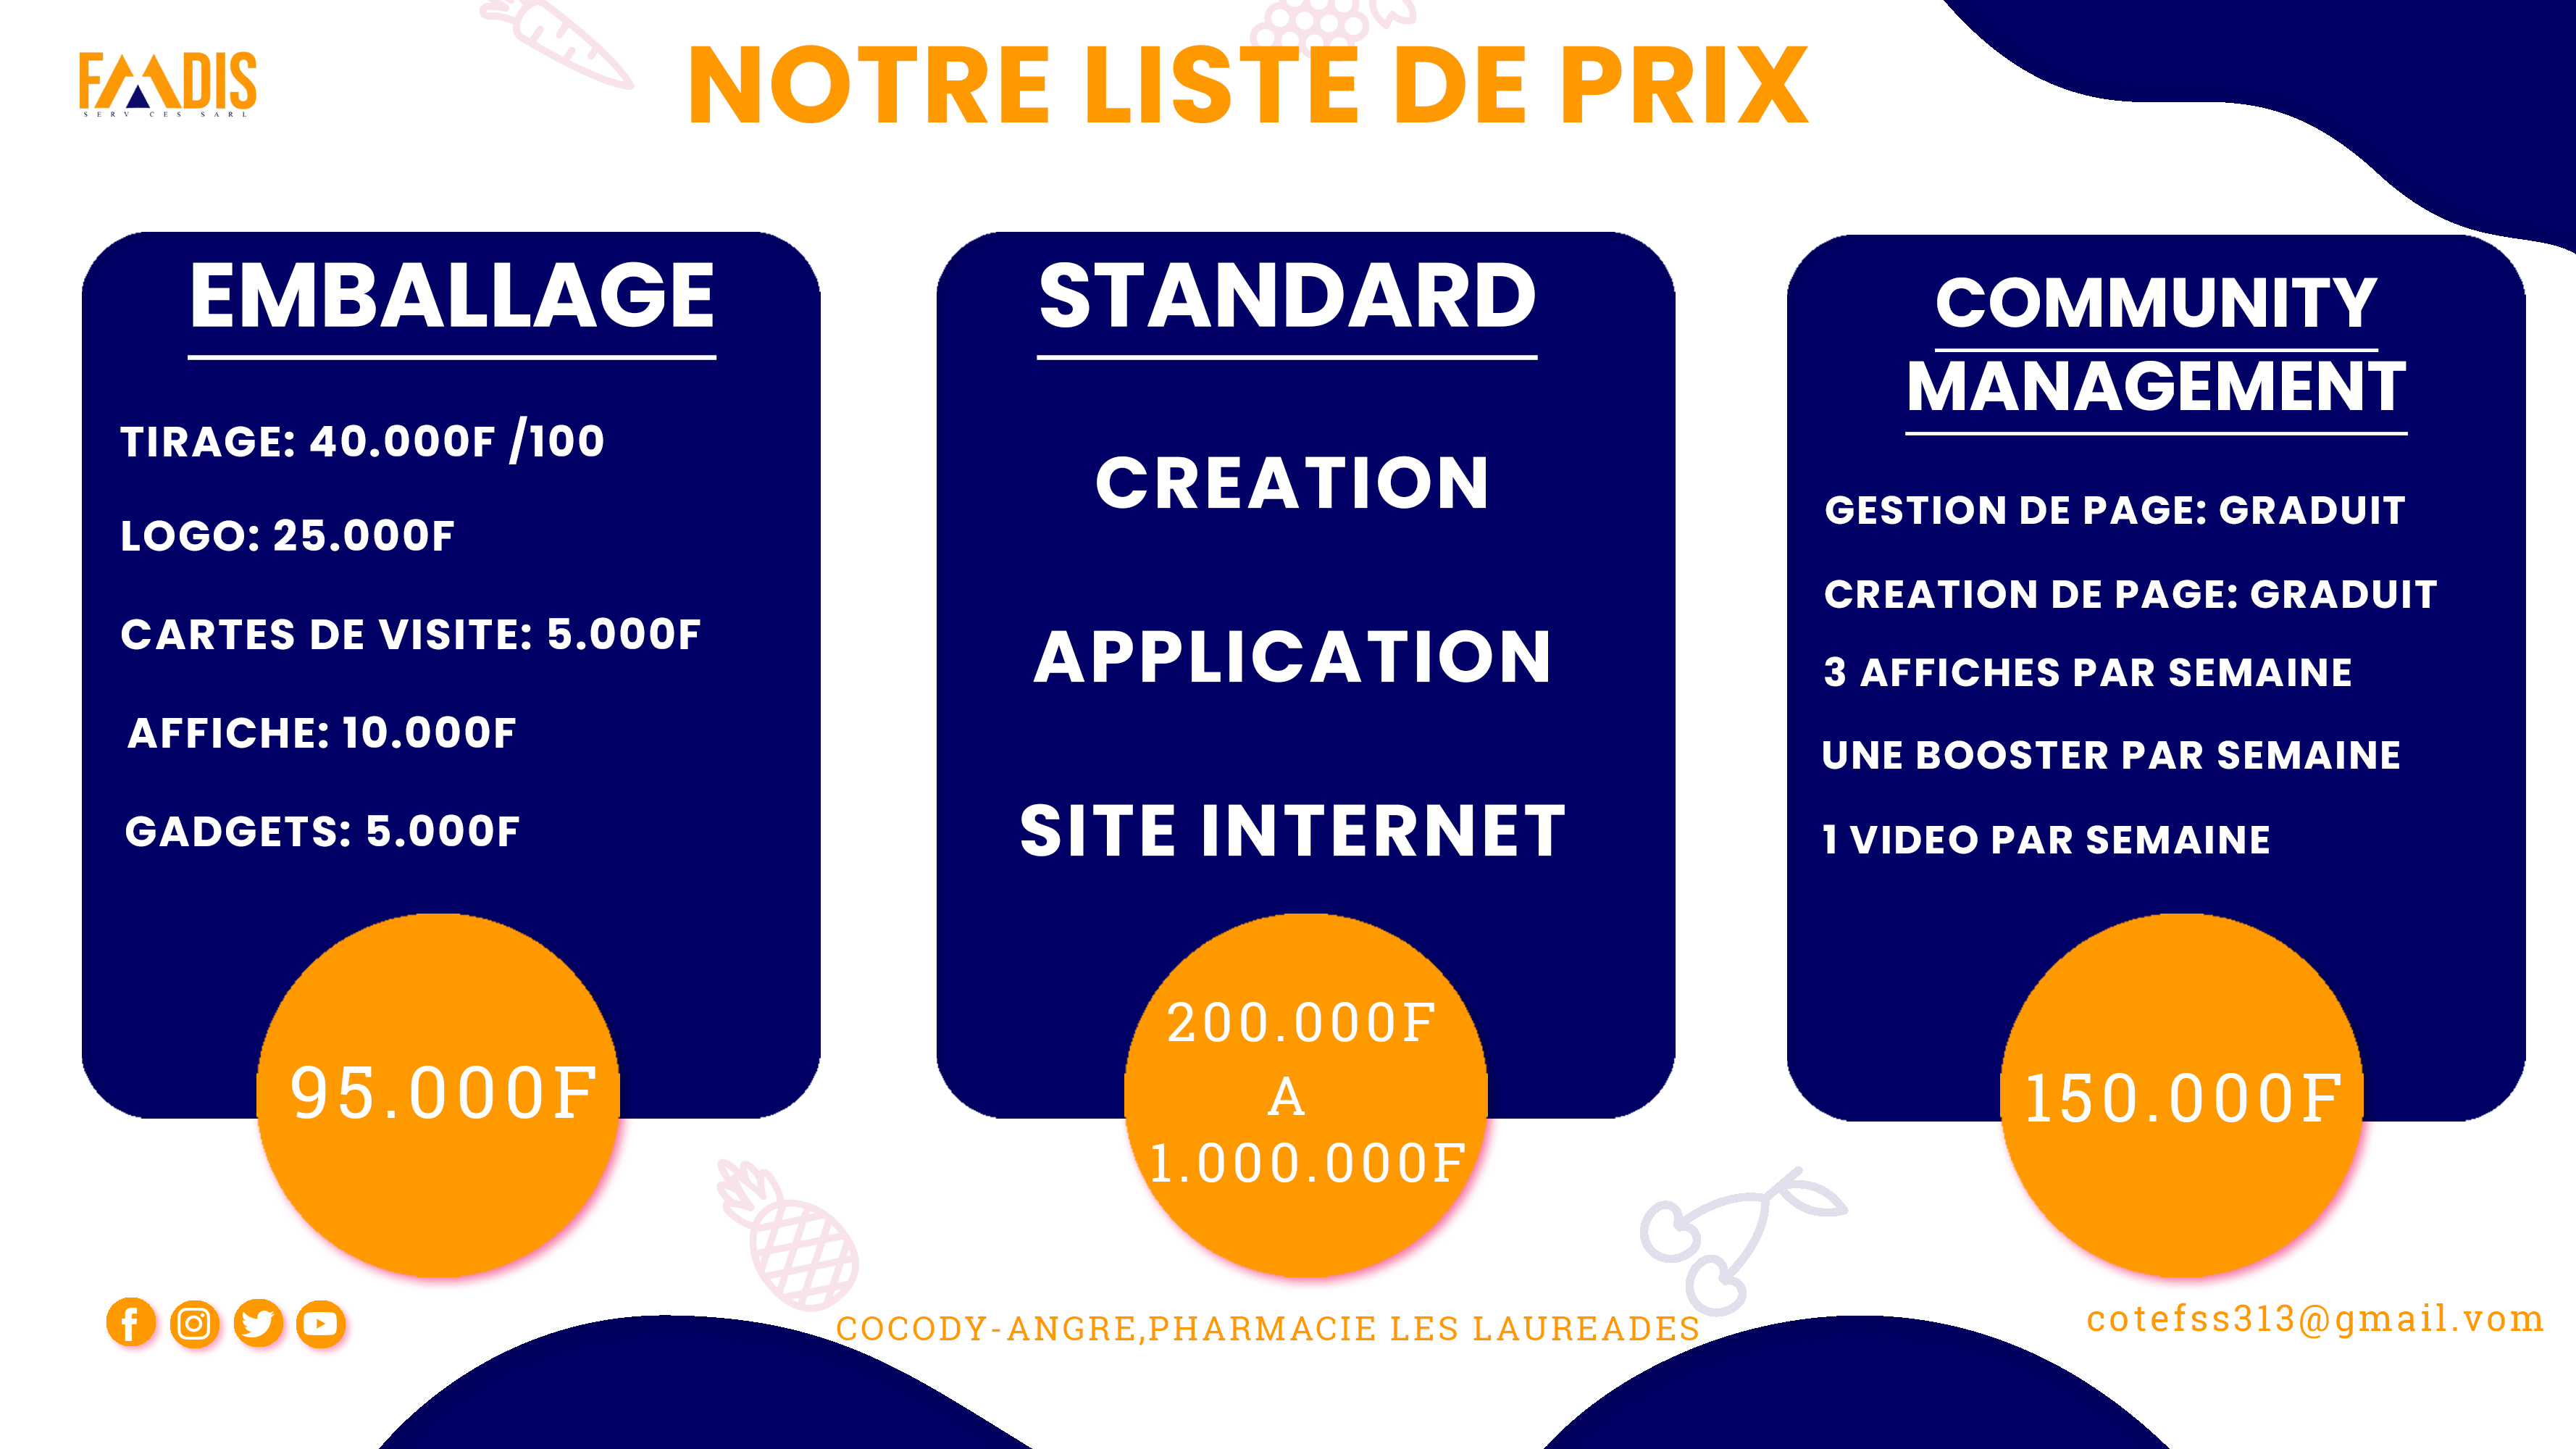 FAADIS
SERVICES SARL
NOTRE LISTE DE PRIX
EMBALLAGE
TIRAGE: 40.000F /100
LOGO: 25.000F
CARTES DE VISITE: 5.000F
AFFICHE: 10.000F
GADGETS: 5.000F
95.000F
STANDARD
CREATION
APPLICATION
SITE INTERNET
200.000F
A
1.000.000F
COMMUNITY
MANAGEMENT
GESTION DE PAGE: GRADUIT
CREATION DE PAGE: GRADUIT
3 AFFICHES PAR SEMAINE
UNE BOOSTER PAR SEMAINE
1 VIDEO PAR SEMAINE
150.000F
COCODY-ANGRE,PHARMACIE LES LAUREADES
cotefss313@gmail.vom